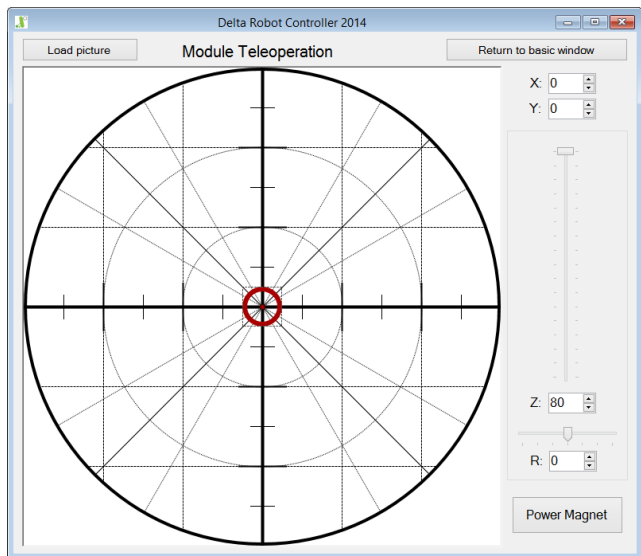 Delta Robot Controller 2014
Load picture
Module Teleoperation
Return to basic window
X: 0
Y: 0
Z: 80
R: 0
Power Magnet